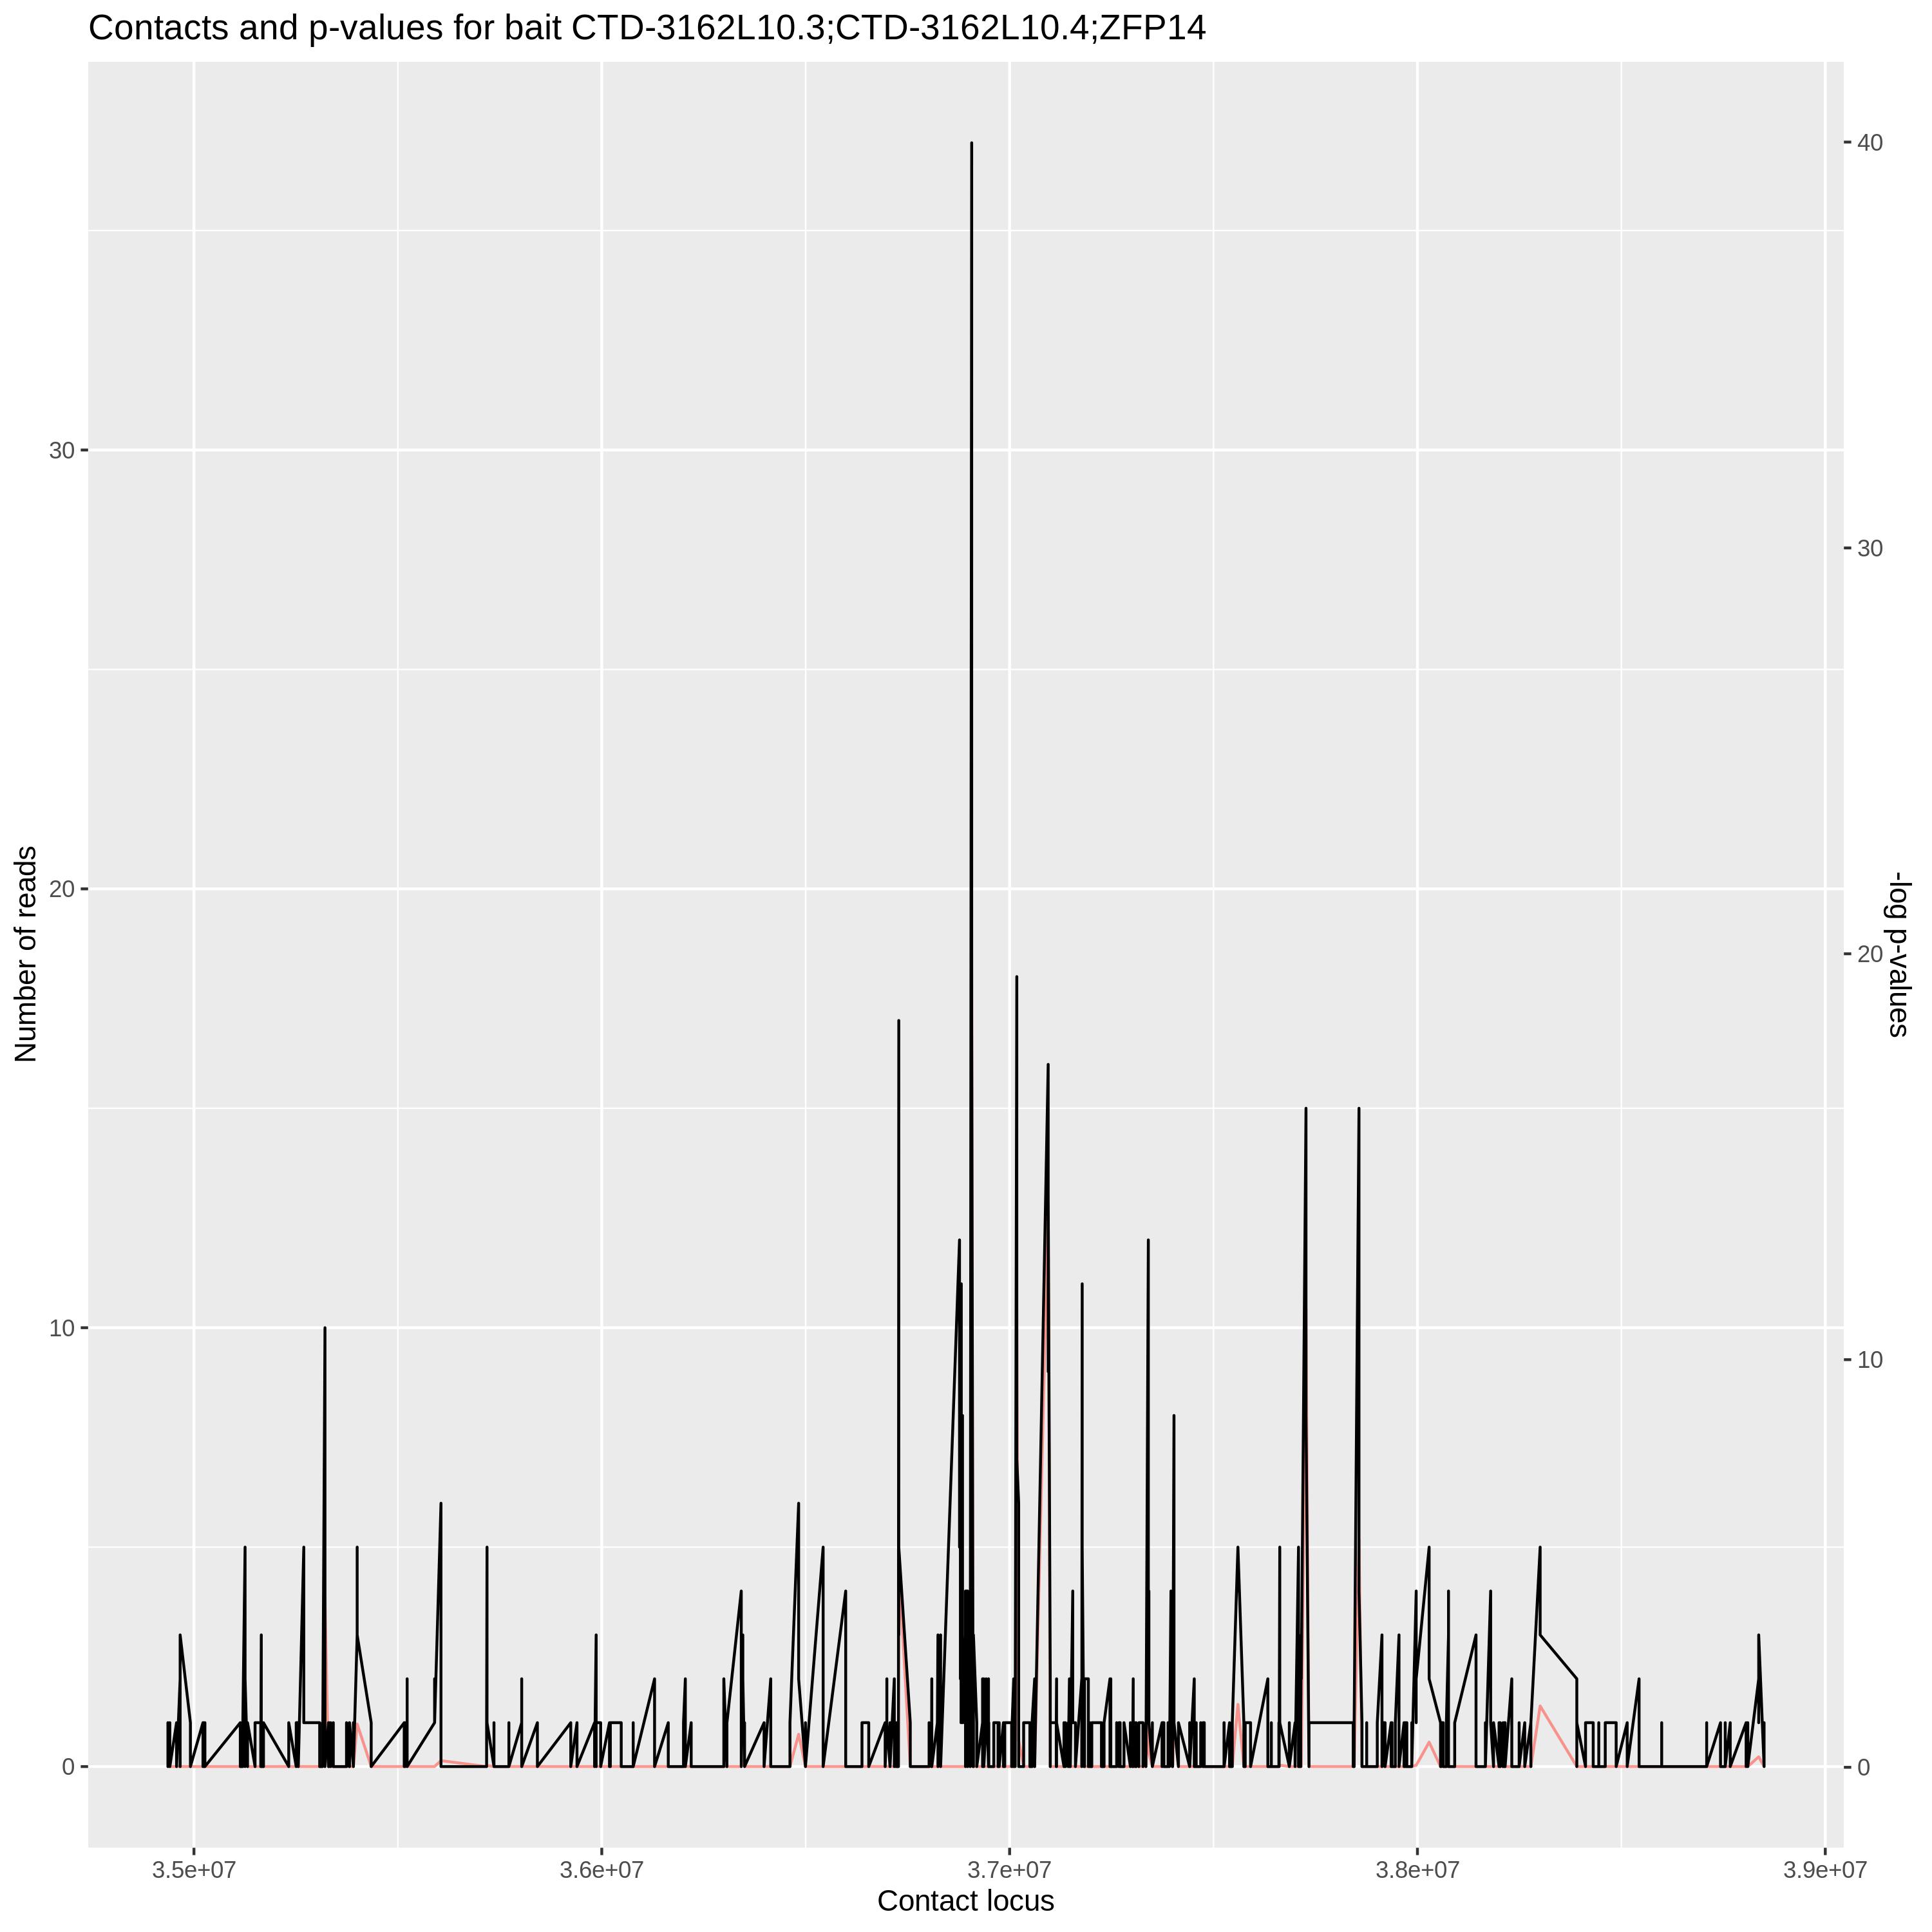 Contacts and p-values for bait CTD-3162L10.3;CTD-3162L10.4;ZFP14
40
30
30
20
20
10
10
0
0
Number of reads
-log p-values
3.5e+07 3.6e+07 3.7e+07 3.8e+07 3.9e+07
Contact locus